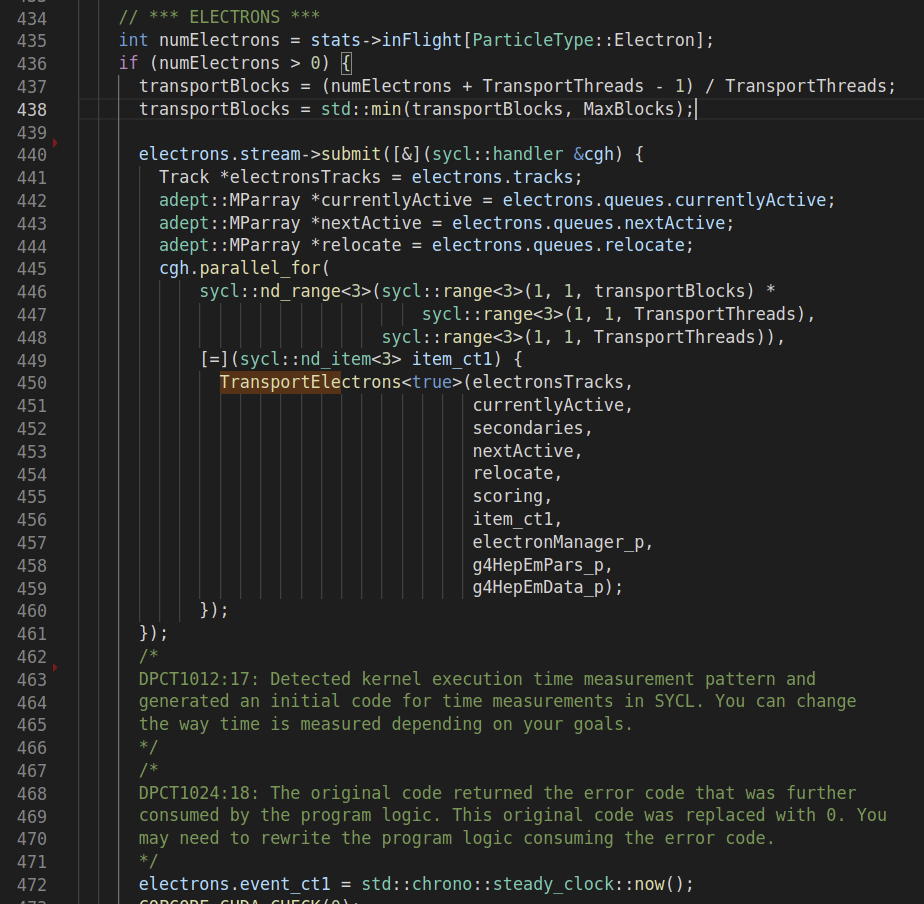 434 // *** ELECTRONS ***
435 int numElectrons = stats->inFlight[ParticleType::Electron];
436 if (numElectrons > 0) {
437 transportBlocks = (numElectrons + TransportThreads - 1) / TransportThreads;
438 transportBlocks = std::min(transportBlocks, MaxBlocks);
439
440 electrons.stream->submit([&](sycl::handler &cgh) {
441 Track *electronsTracks = electrons.tracks;
442 adept::MParray *currentlyActive = electrons.queues.currentlyActive;
443 adept::MParray *nextActive = electrons.queues.nextActive;
444 adept::MParray *relocate = electrons.queues.relocate;
445 cgh.parallel_for(
446 sycl::nd_range<3>(sycl::range<3>(1, 1, transportBlocks) *
447 sycl::range<3>(1, 1, TransportThreads),
448 sycl::range<3>(1, 1, TransportThreads)),
449 [=](sycl::nd_item<3> item_ct1) {
450 TransportElectrons<true>(electronsTracks,
451 currentlyActive,
452 secondaries,
453 nextActive,
454 relocate,
455 scoring,
456 item_ct1,
457 electronManager_p,
458 g4HepEmPars_p,
459 g4HepEmData_p);
460 });
461 });
462 /*
463 DPCT1012:17: Detected kernel execution time measurement pattern and
464 generated an initial code for time measurements in SYCL. You can change
465 the way time is measured depending on your goals.
466 */
467 /*
468 DPCT1024:18: The original code returned the error code that was further
469 consumed by the program logic. This original code was replaced with 0. You
470 may need to rewrite the program logic consuming the error code.
471 */
472 electrons.event_ct1 = std::chrono::steady_clock::now();